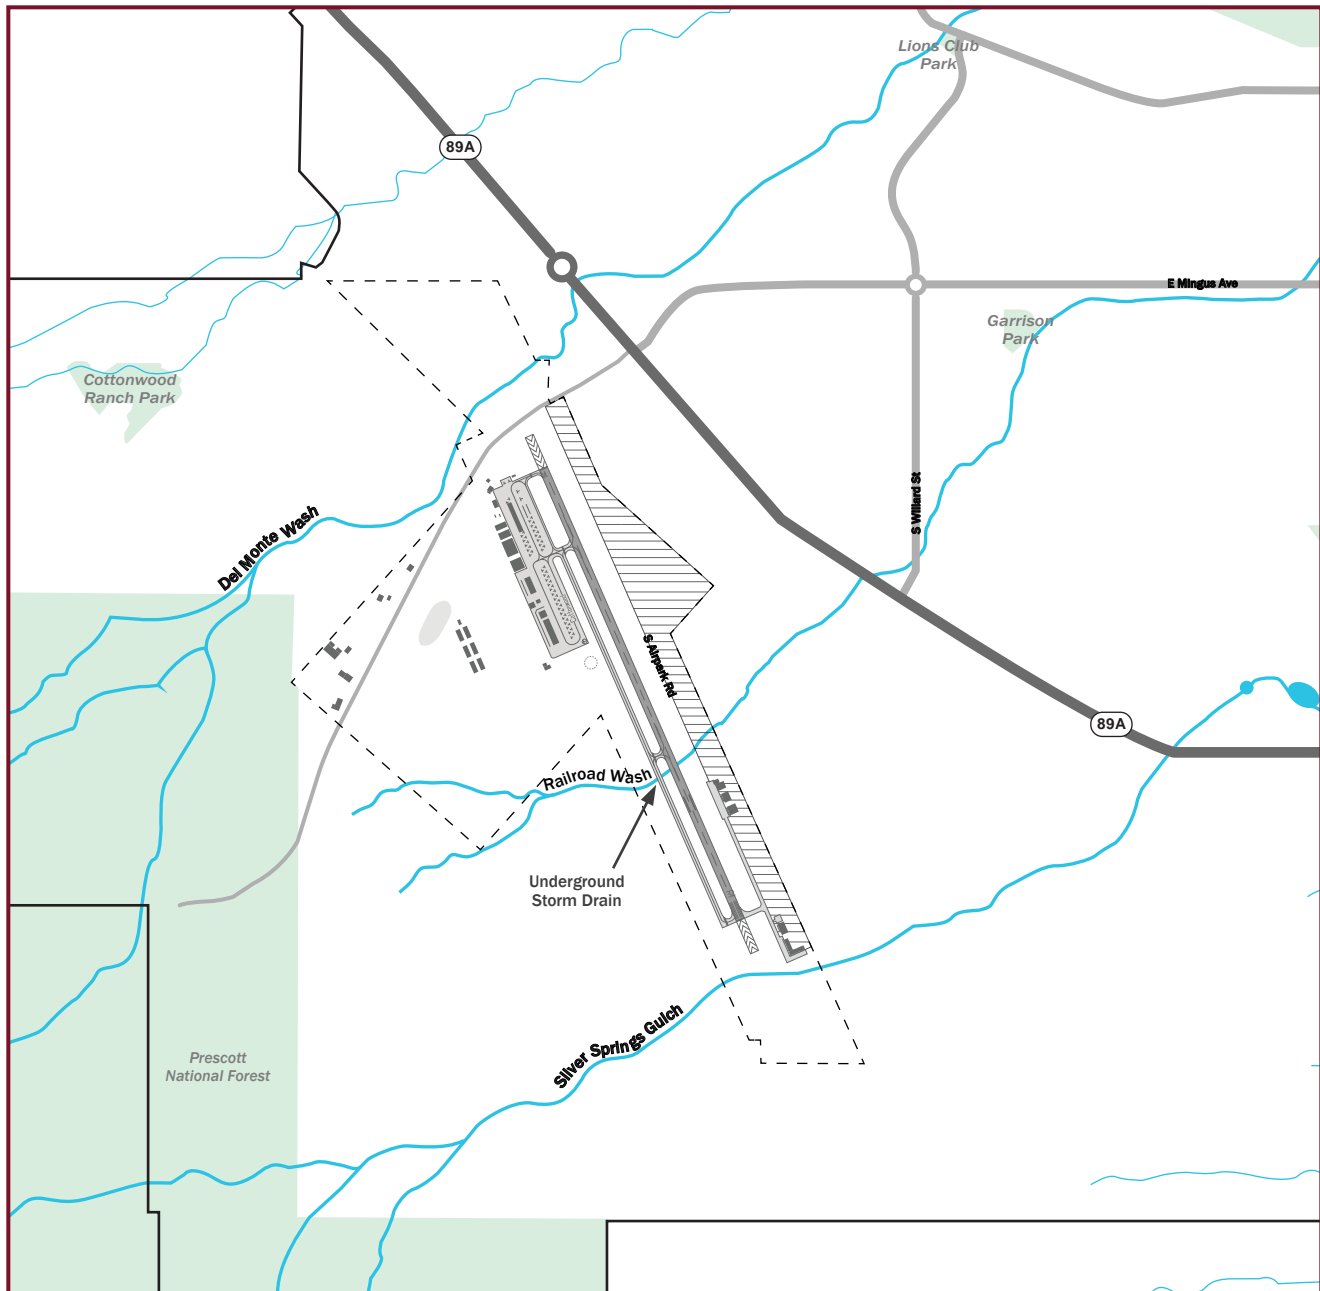 Lions Club
Park
89A
E Mingus Ave
Garrison
Park
Cottonwood
Ranch Park
S Willard St
Del Monte Wash
S Airpark Rd
89A
Railroad Wash
Underground
Storm Drain
Silver Springs Gulch
Prescott
National Forest